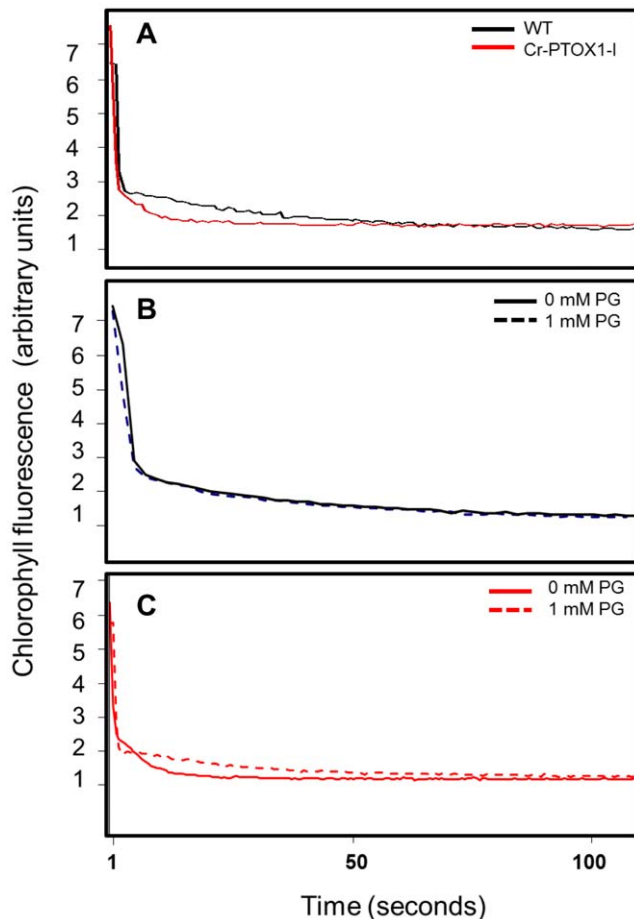 Chlorophyll fluorescence (arbitrary units)
A
WT
Cr-PTOX1-I
7
6
5
4
3
2
1
B
0 mM PG
1 mM PG
7
6
5
4
3
2
1
C
0 mM PG
1 mM PG
7
6
5
4
3
2
1
1 50 100
Time (seconds)